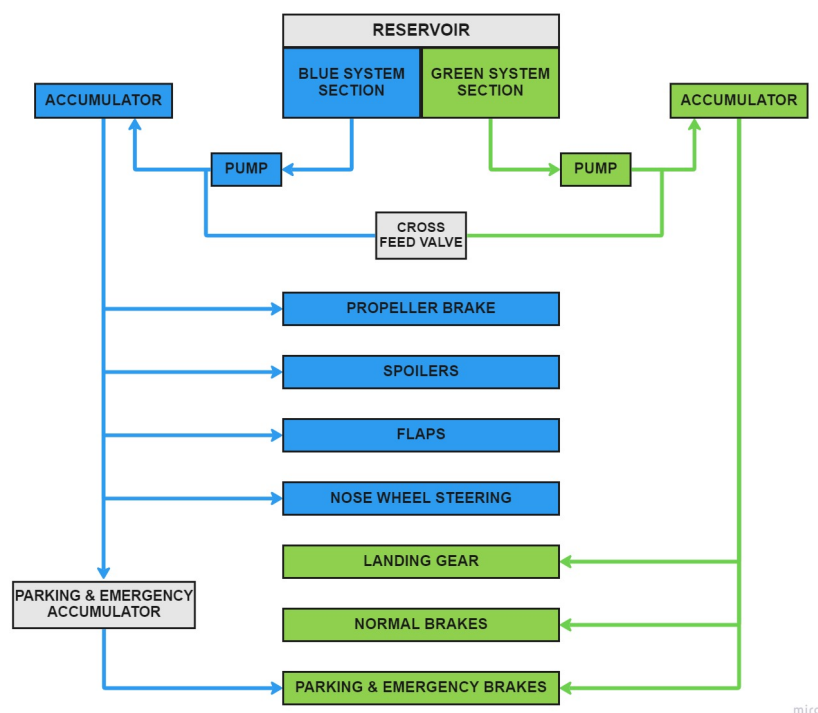 RESERVOIR
BLUE SYSTEM
SECTION
GREEN SYSTEM
SECTION
ACCUMULATOR
ACCUMULATOR
PUMP
PUMP
CROSS
FEED VALVE
PROPELLER BRAKE
SPOILERS
FLAPS
NOSE WHEEL STEERING
LANDING GEAR
PARKING & EMERGENCY
ACCUMULATOR
NORMAL BRAKES
PARKING & EMERGENCY BRAKES